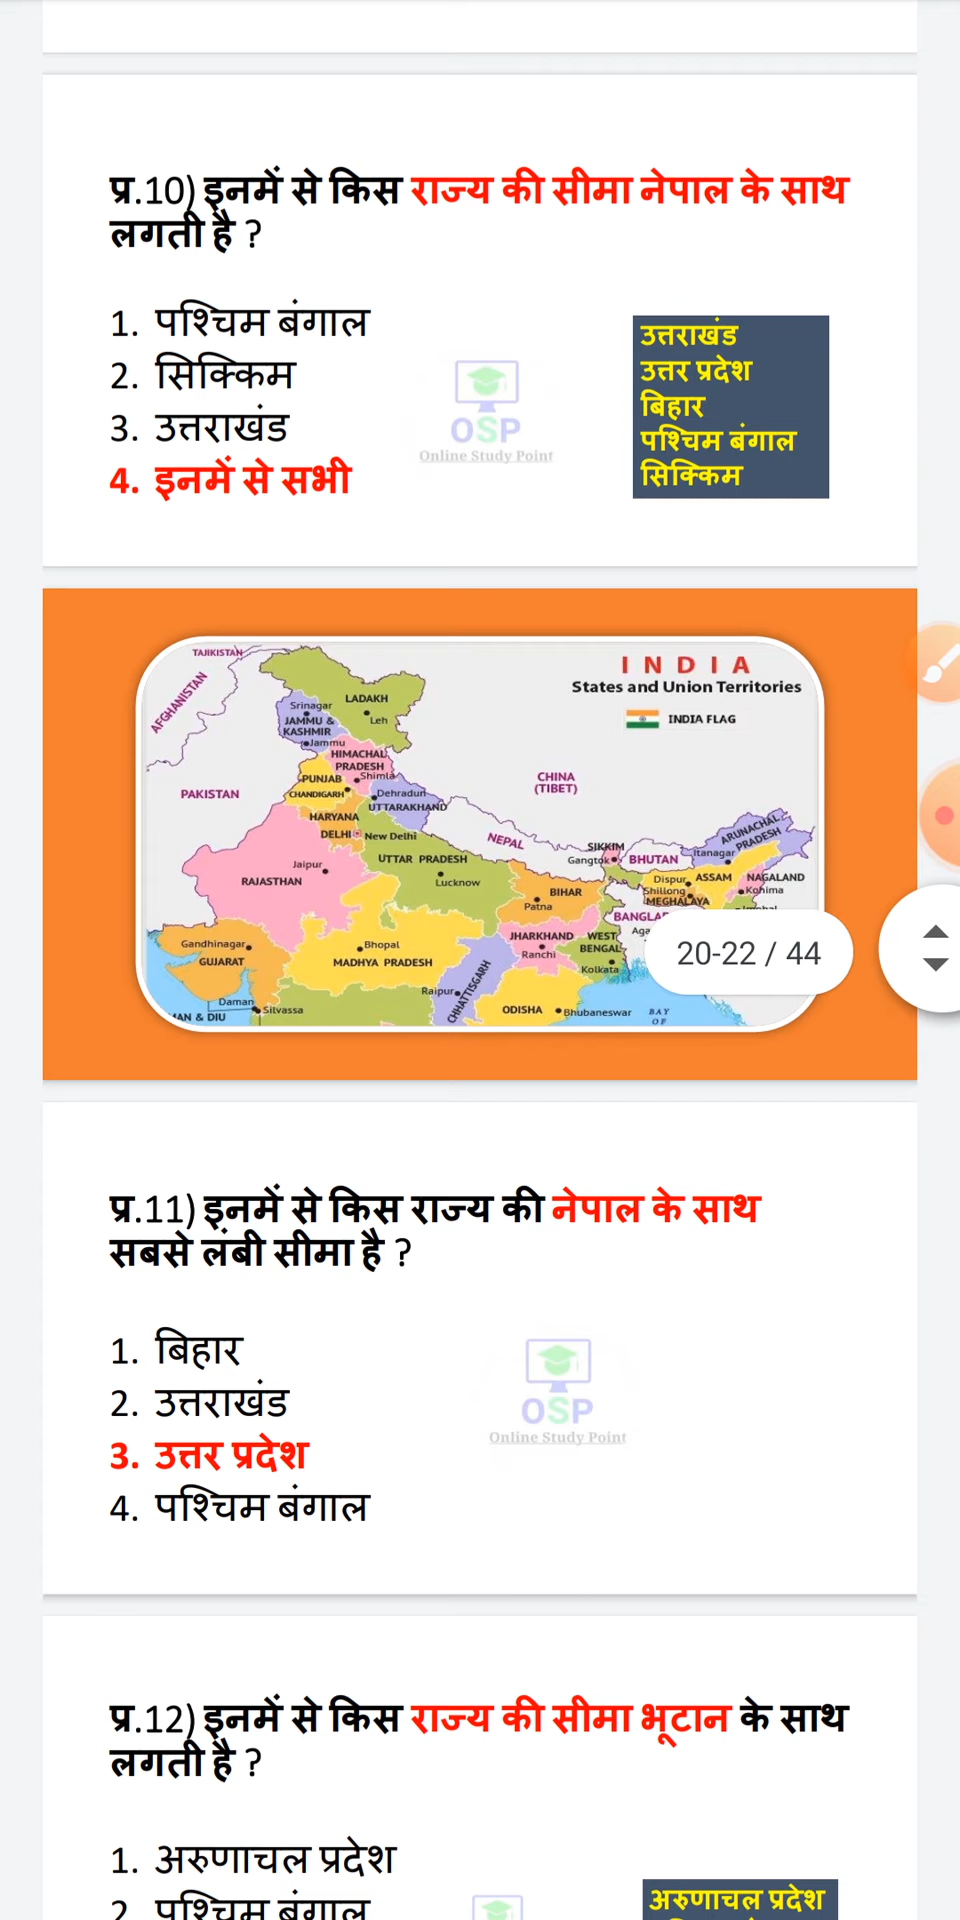 प्र.10) इनमें से किस राज्य की सीमा नेपाल के साथ
लगती है ?
1. पश्चिम बंगाल
2. सिक्किम
3. उत्तराखंड
4. इनमें से सभी
OSP
Online Study Point
उत्तराखंड
उत्तर प्रदेश
बिहार
पश्चिम बंगाल
सिक्किम
INDIA
States and Union Territories
INDIA FLAG
TAJIKISTAN
AFGHANISTAN
PAKISTAN
CHINA
(TIBET)
NEPAL
BHUTAN
LADAKH
Leh
Srinagar
JAMMU &
KASHMIR
Jammu
HIMACHAL
PRADESH
Shimla
PUNJAB
CHANDIGARH
Dehradun
UTTARAKHAND
HARYANA
DELHI
New Delhi
UTTAR PRADESH
Lucknow
Jaipur
RAJASTHAN
SIKKIM
Gangtok
ARUNACHAL
PRADESH
Itanagar
Dispur
ASSAM
NAGALAND
Kohima
Shillong
MEGHALAYA
BIHAR
Patna
JHARKHAND
Ranchi
WEST
BENGAL
Kolkata
Gandhinagar
GUJARAT
Bhopal
MADHYA PRADESH
Raipur
CHHATTISGARH
ODISHA
Bhubaneswar
BAY
OF
Daman
Silvassa
& DIU
20-22 / 44
प्र.11) इनमें से किस राज्य की नेपाल के साथ
सबसे लंबी सीमा है ?
1. बिहार
2. उत्तराखंड
3. उत्तर प्रदेश
4. पश्चिम बंगाल
OSP
Online Study Point
प्र.12) इनमें से किस राज्य की सीमा भूटान के साथ
लगती है ?
1. अरुणाचल प्रदेश
2. पश्चिम बंगाल
अरुणाचल प्रदेश